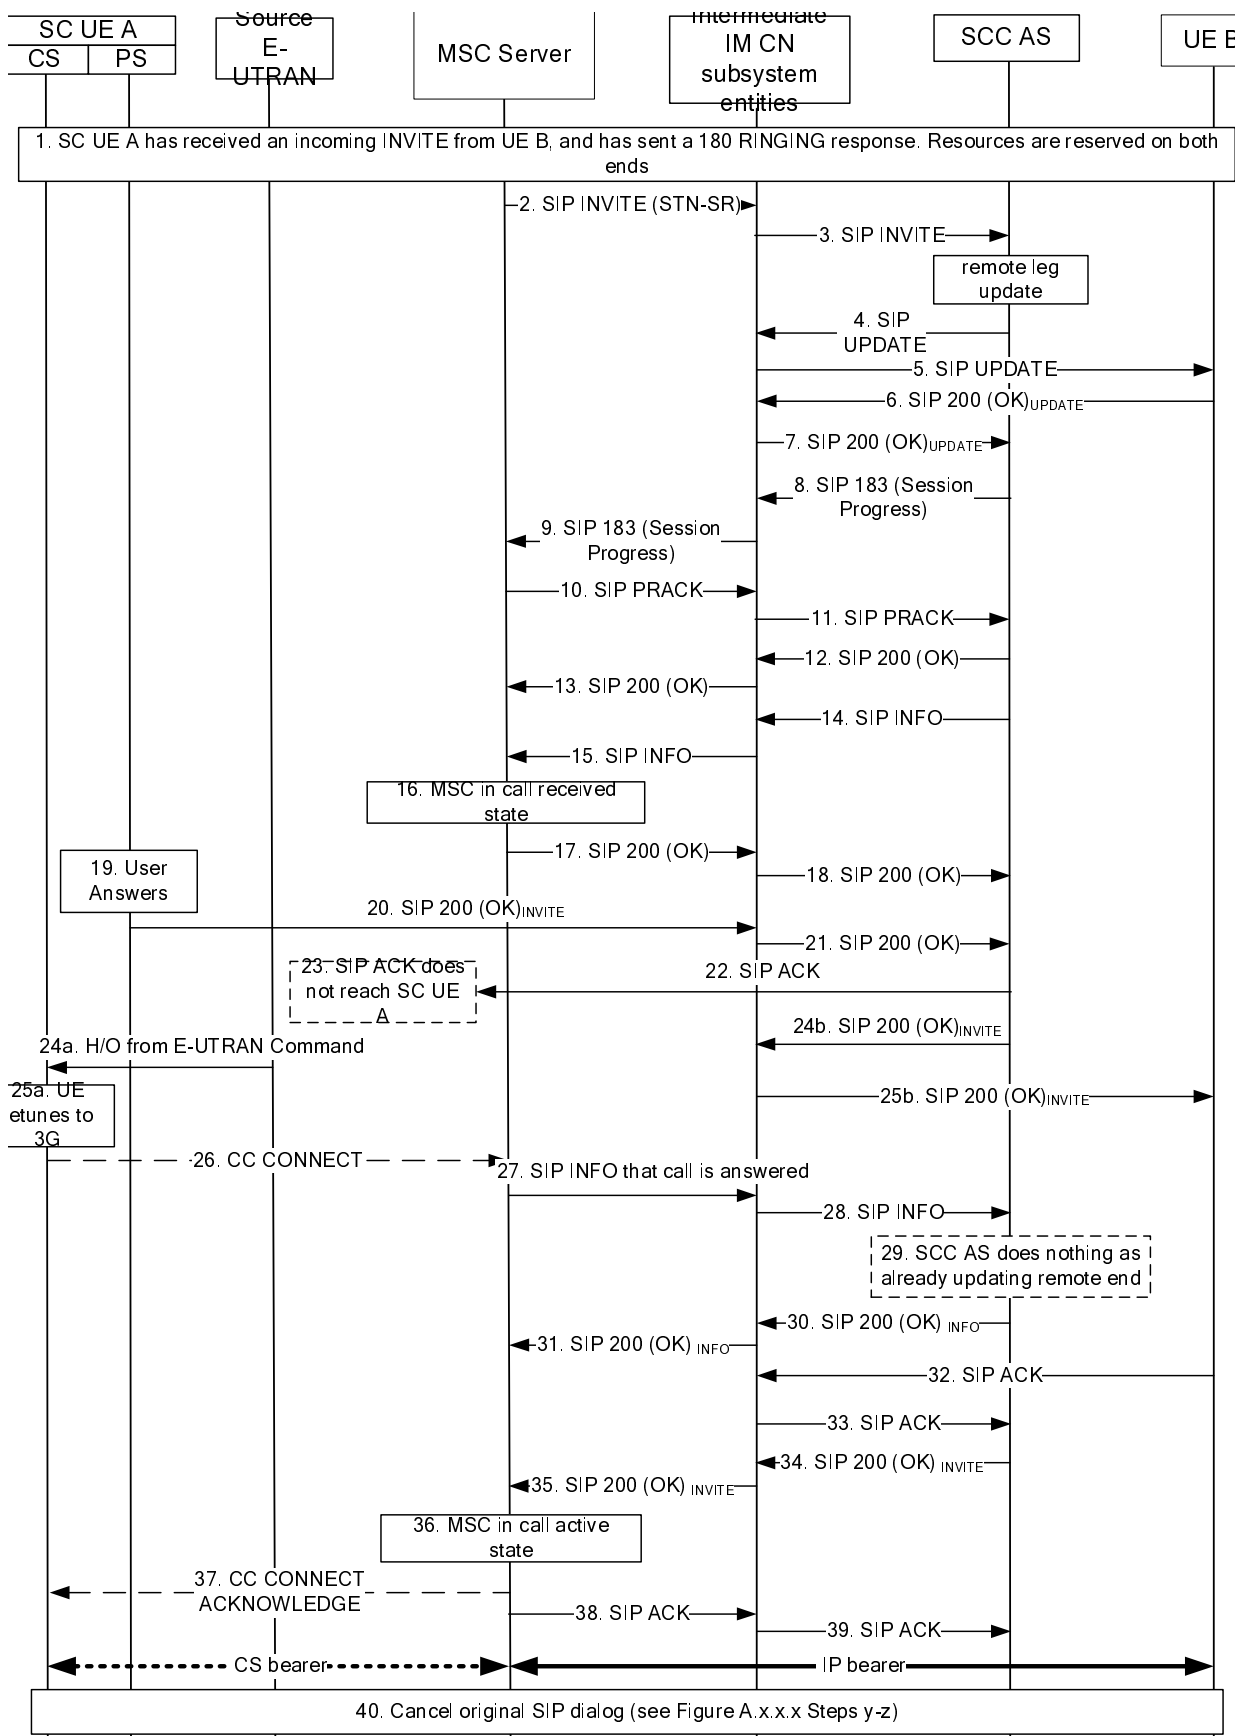 SC UE A
CS
PS
Source
E-
UTRAN
MSC Server
Intermediate
IM CN
subsystem
entities
SCC AS
UE B
1. SC UE A has received an incoming INVITE from UE B, and has sent a 180 RINGING response. Resources are reserved on both
ends
2. SIP INVITE (STN-SR)
3. SIP INVITE
remote leg
update
4. SIP
UPDATE
5. SIP UPDATE
6. SIP 200 (OK)UPDATE
7. SIP 200 (OK)UPDATE
8. SIP 183 (Session
Progress)
9. SIP 183 (Session
Progress)
10. SIP PRACK
11. SIP PRACK
12. SIP 200 (OK)
13. SIP 200 (OK)
14. SIP INFO
15. SIP INFO
16. MSC in call received
state
17. SIP 200 (OK)
18. SIP 200 (OK)
19. User
Answers
20. SIP 200 (OK)INVITE
21. SIP 200 (OK)
22. SIP ACK
23. SIP ACK does
not reach SC UE
A
24b. SIP 200 (OK)INVITE
24a. H/O from E-UTRAN Command
25a. UE
etunes to
3G
25b. SIP 200 (OK)INVITE
26. CC CONNECT
27. SIP INFO that call is answered
28. SIP INFO
29. SCC AS does nothing as
already updating remote end
30. SIP 200 (OK) INFO
31. SIP 200 (OK) INFO
32. SIP ACK
33. SIP ACK
34. SIP 200 (OK) INVITE
35. SIP 200 (OK) INVITE
36. MSC in call active
state
37. CC CONNECT
ACKNOWLEDGE
38. SIP ACK
39. SIP ACK
CS bearer
IP bearer
40. Cancel original SIP dialog (see Figure A.x.x.x Steps y-z)